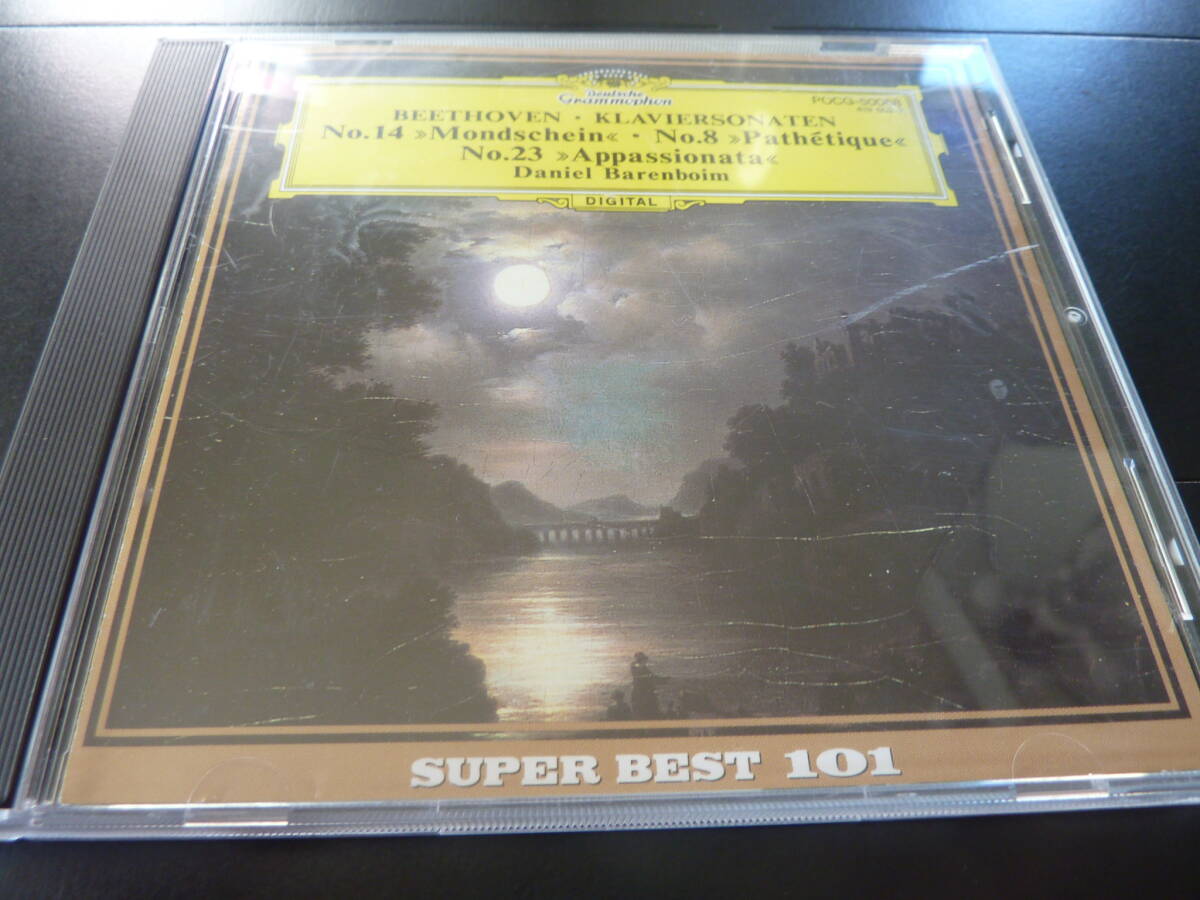 Deutsche
Grammophon
BEETHOVEN · KLAVIERSONATEN
No.14 »Mondschein« · No.8 »Pathétique«
No.23 »Appassionata«
Daniel Barenboim
DIGITAL
SUPER BEST 101